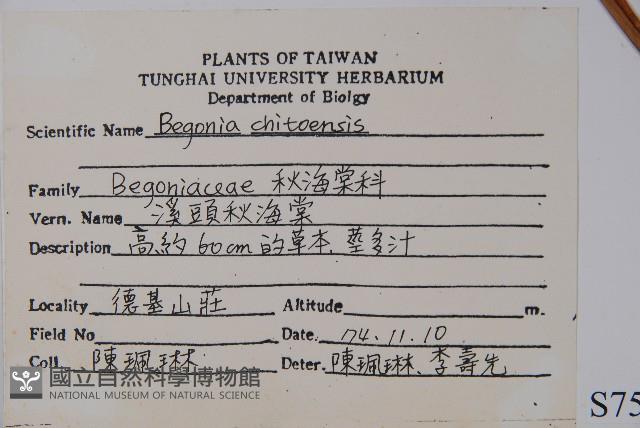 PLANTS OF TAIWAN
TUNGHAI UNIVERSITY HERBARIUM
Department of Biolgy
Scientific Name Begonia chitoensis
Family Begoniaceae 秋海棠科
Vern. Name 溪頭秋海棠
Description 高約 60cm 的草本, 莖多汁
Locality 德基山莊 Altitude m.
Field No Date. 74.11.10
Coll 陳珮琳 Deter. 陳珮琳、李壽先
國立自然科學博物館
NATIONAL MUSEUM OF NATURAL SCIENCE
S75